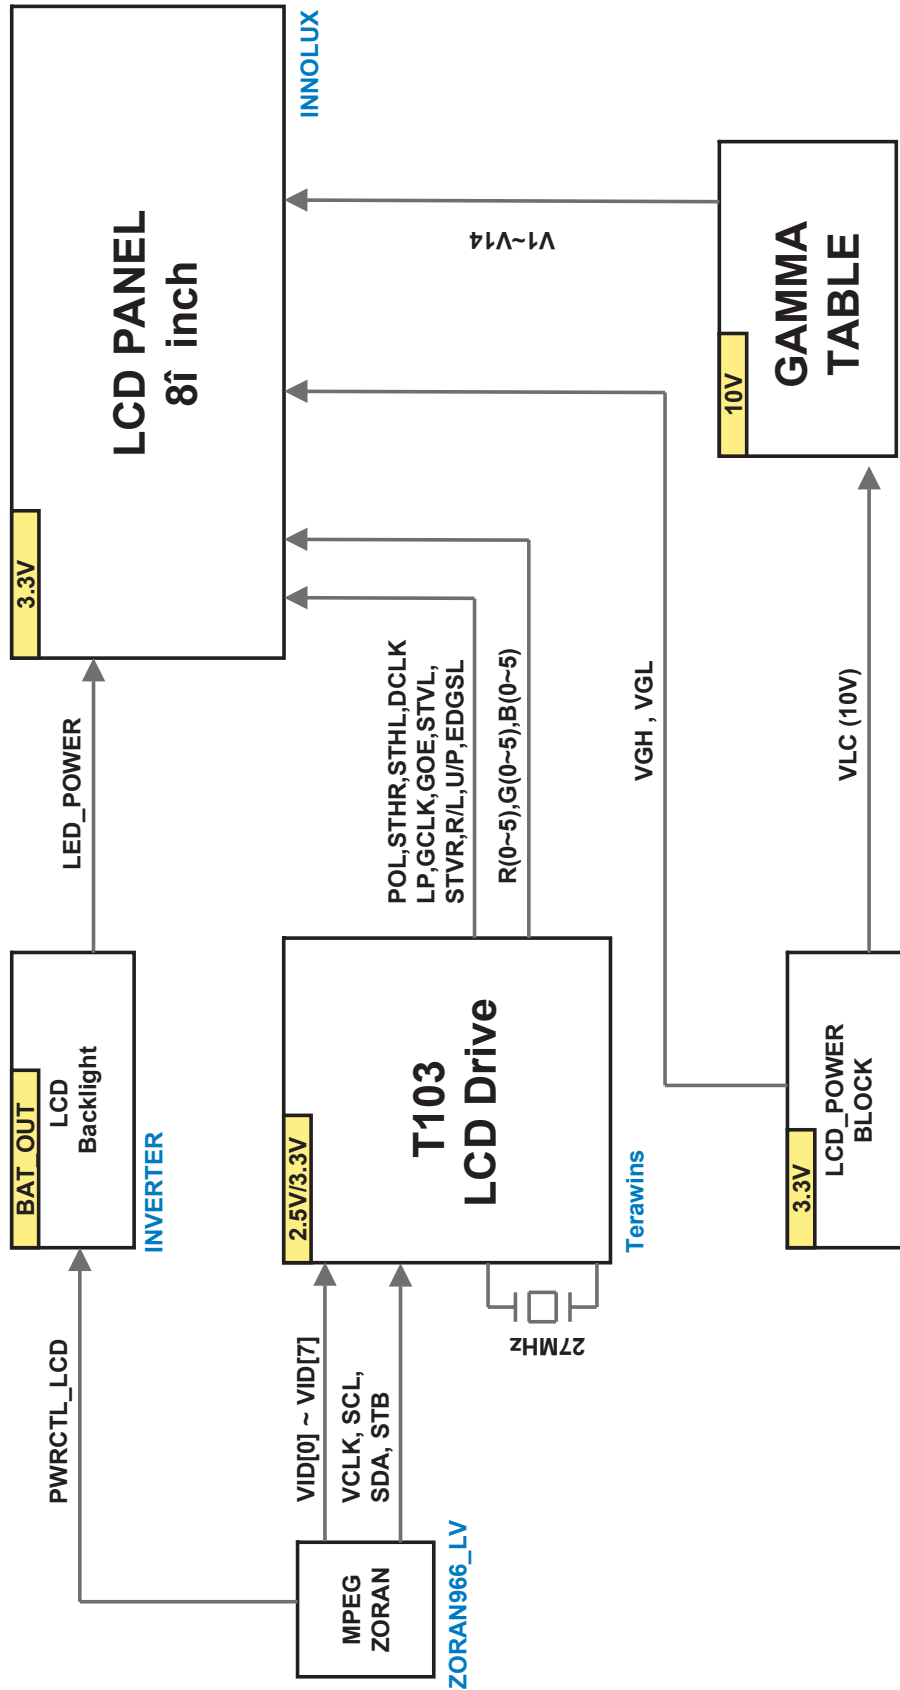 PWRCTL_LCD
BAT_OUT
LCD
Backlight
INVERTER
LED_POWER
3.3V
LCD PANEL
8î inch
INNOLUX
MPEG
ZORAN
ZORAN966_LV
VID[0] ~ VID[7]
VCLK, SCL,
SDA, STB
2.5V/3.3V
T103
LCD Drive
Terawins
27MHz
POL,STHR,STHL,DCLK
LP,GCLK,GOE,STVL,
STVR,R/L,U/P,EDGSL
R(0~5),G(0~5),B(0~5)
VGH , VGL
V1~V14
3.3V
LCD_POWER
BLOCK
VLC (10V)
10V
GAMMA
TABLE